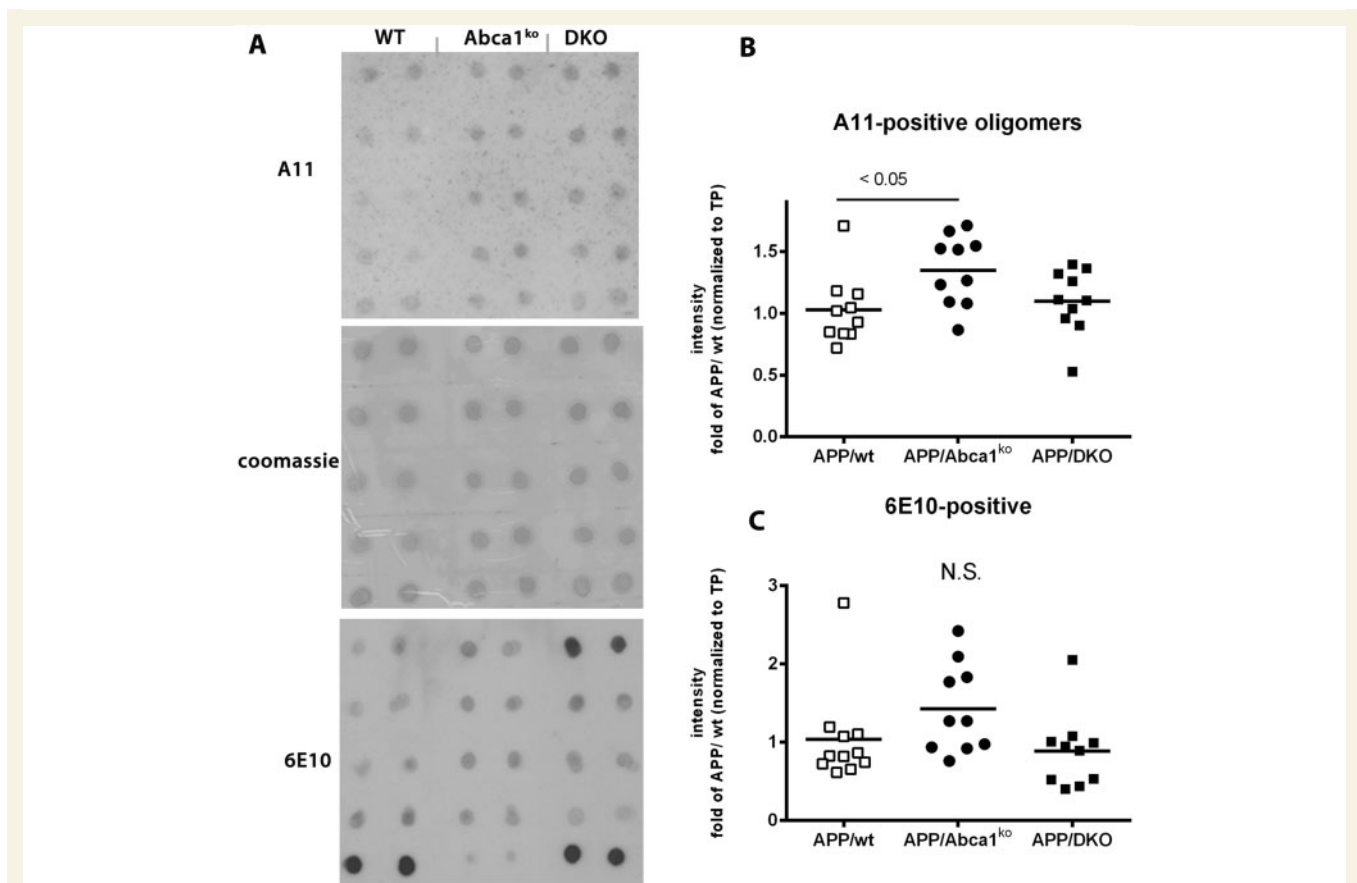 A
WT Abca1ko DKO
A11
coomassie
6E10
B
A11-positive oligomers
< 0.05
intensity
fold of APP/ wt (normalized to TP)
1.5
1.0
0.5
0.0
APP/wt APP/Abca1ko APP/DKO
C
6E10-positive
N.S.
intensity
fold of APP/ wt (normalized to TP)
3
2
1
0
APP/wt APP/Abca1ko APP/DKO